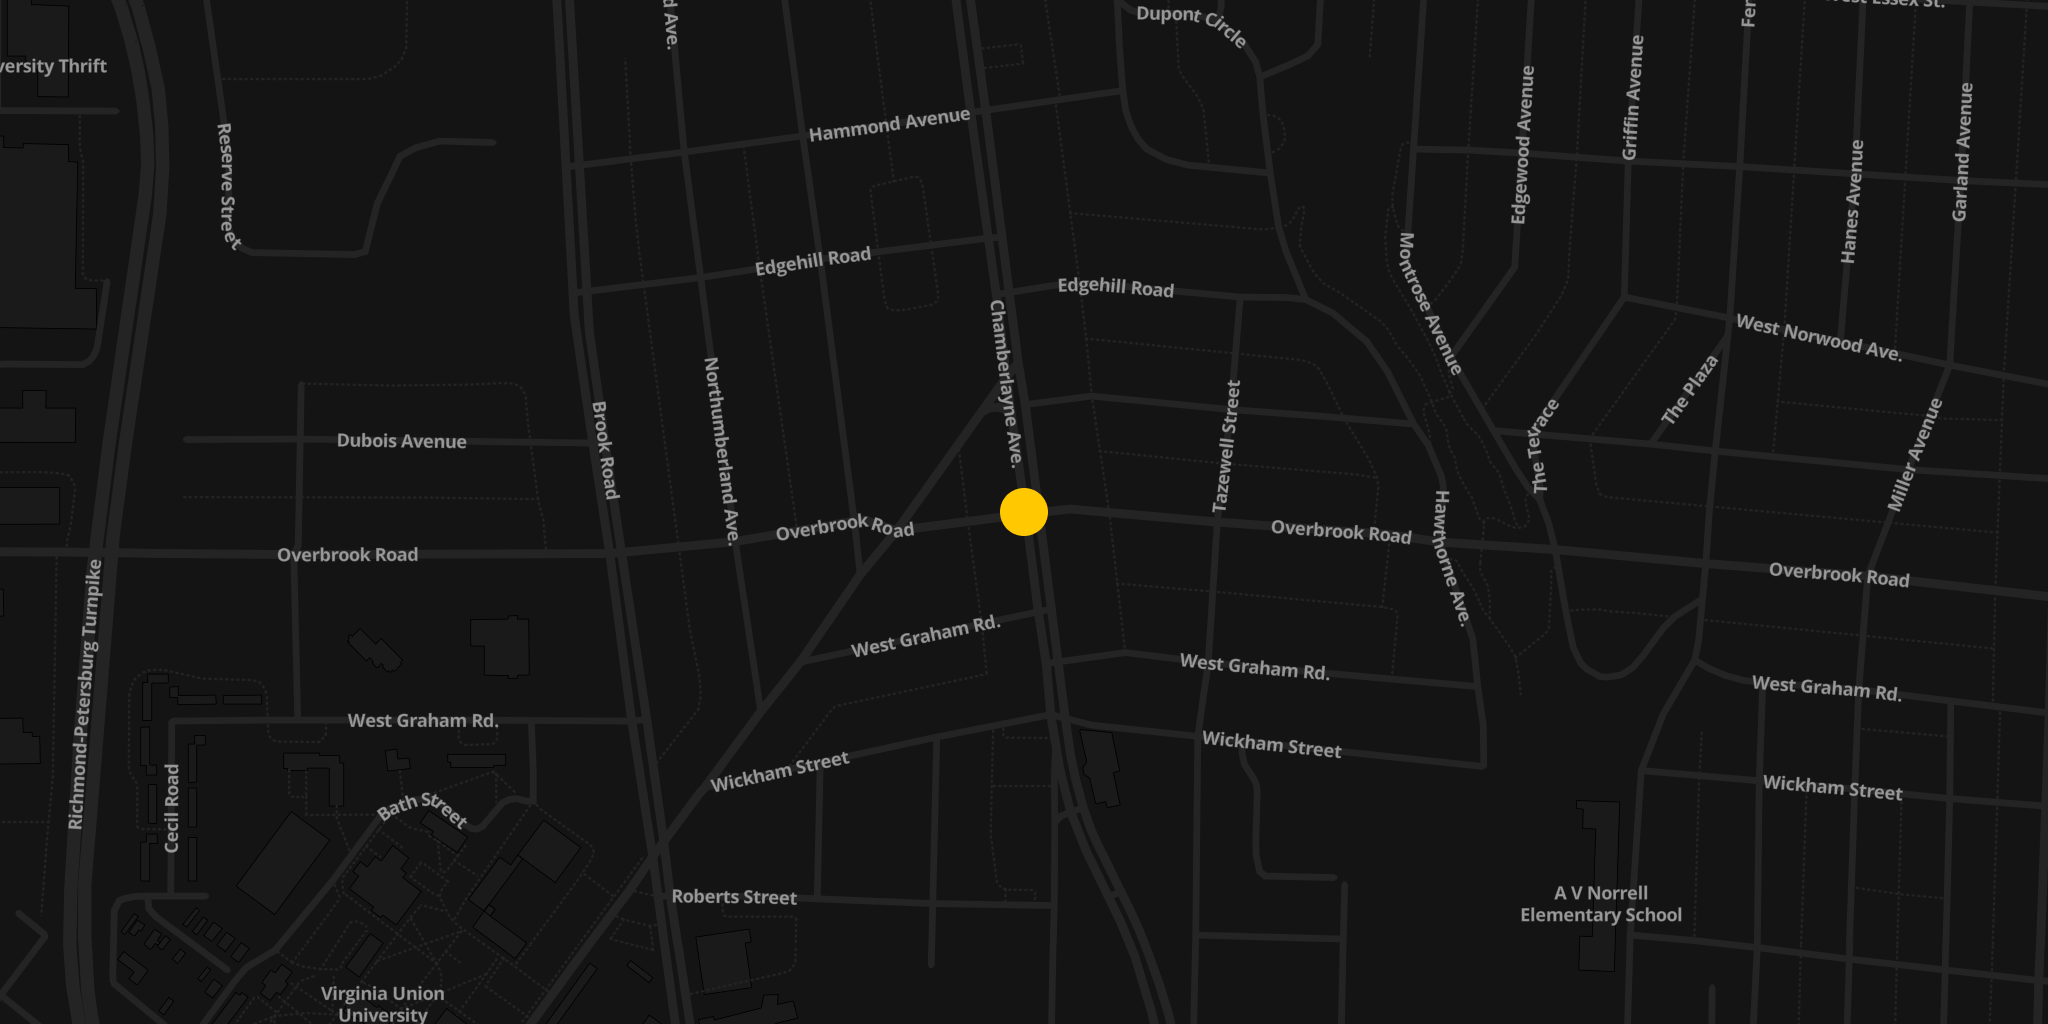 Dupont Circle
West Essex St.
d Ave.
Fer
versity Thrift
Hammond Avenue
Reserve Street
Edgewood Avenue
Griffin Avenue
Hanes Avenue
Garland Avenue
Edgehill Road
Edgehill Road
Montrose Avenue
West Norwood Ave.
The Plaza
Chamberlayne Ave.
Northumberland Ave.
Brook Road
Dubois Avenue
Tazewell Street
The Terrace
Miller Avenue
Hawthorne Ave.
Overbrook Road
Overbrook Road
Overbrook Road
Overbrook Road
Richmond-Petersburg Turnpike
West Graham Rd.
West Graham Rd.
West Graham Rd.
West Graham Rd.
Cecil Road
Bath Street
Wickham Street
Wickham Street
Wickham Street
Roberts Street
A V Norrell
Elementary School
Virginia Union
University